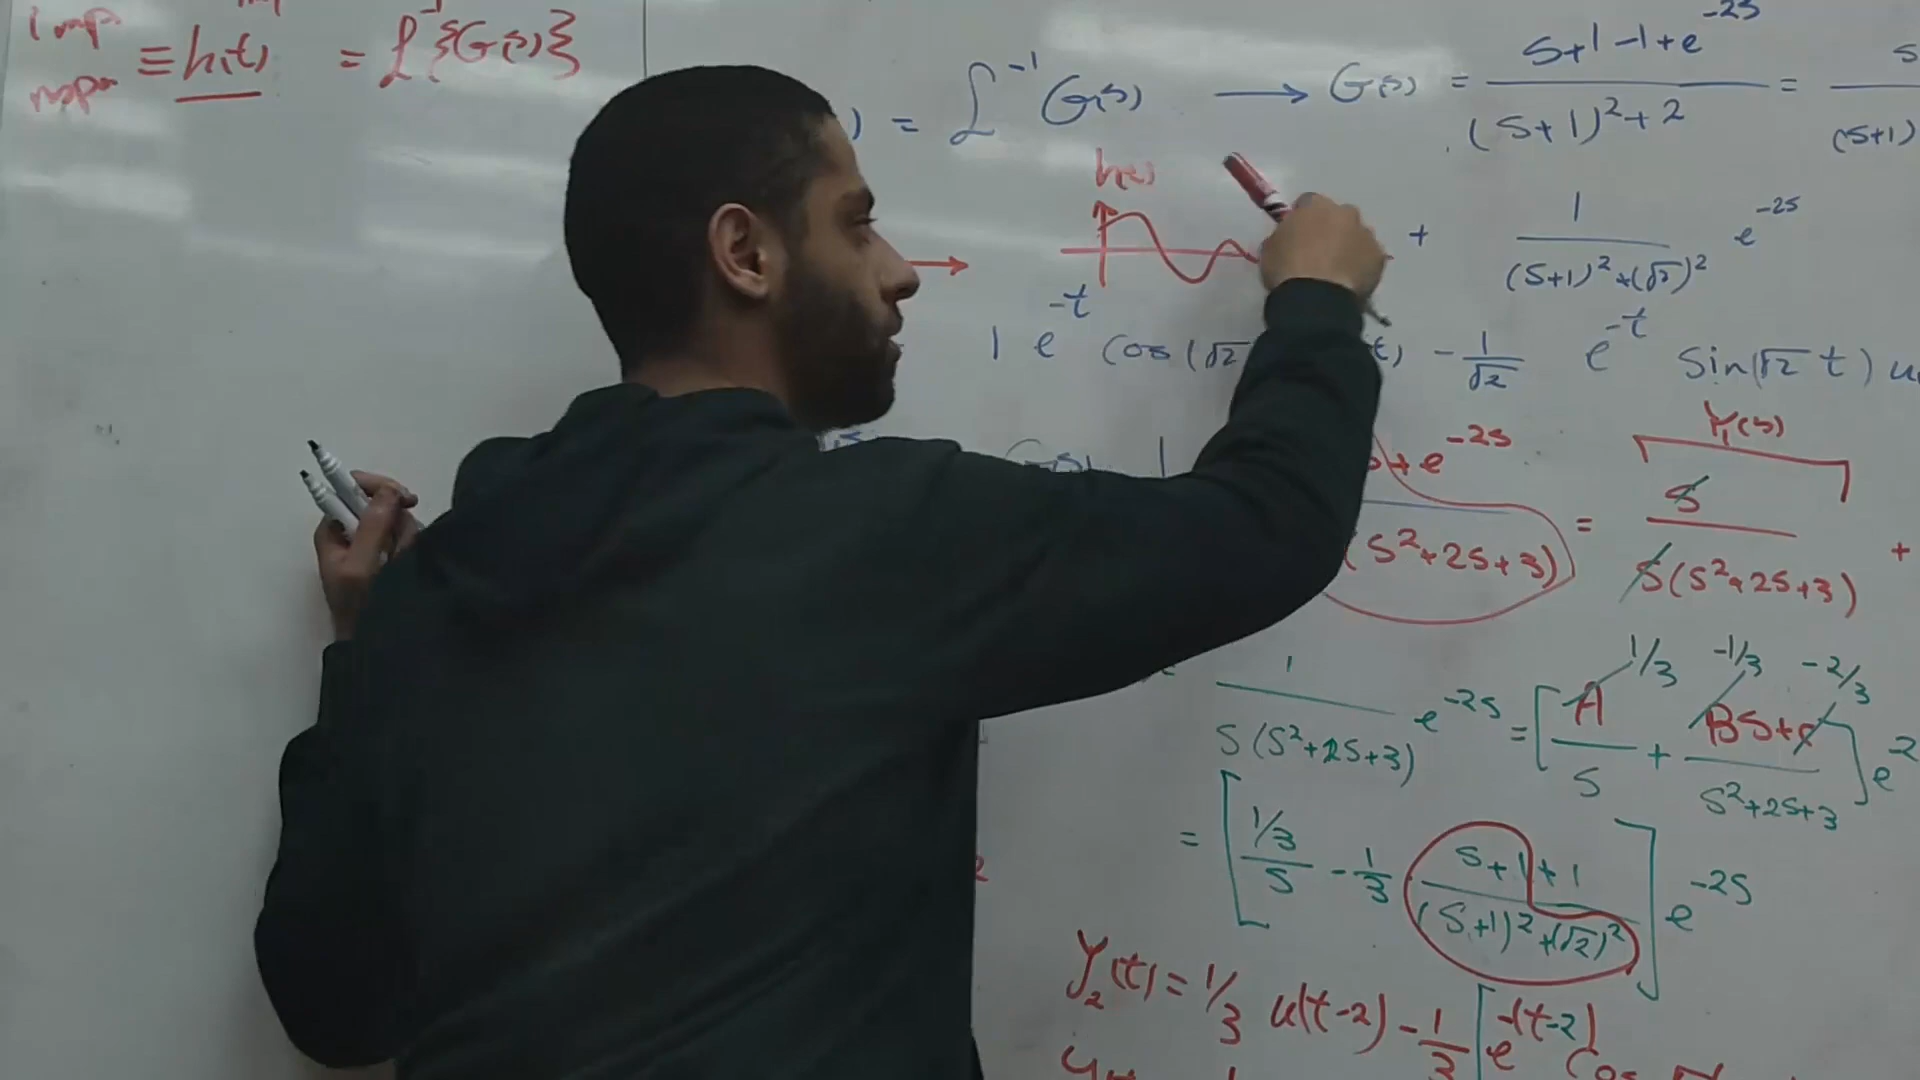 Imp
≡ h(t) = ℒ⁻¹{G(s)}
) = ℒ⁻¹ G(s) → G(s) = (s+1-1+e^-2s) / ((s+1)²+2) =
(s+1)
h(t)
+ 1 / ((s+1)²+(√2)²) e^-2s
1 e^-t cos(√2 t) - 1/√2 e^-t sin(√2 t) u
Y₁(s)
s+e^-2s / (s²+2s+3) = s / s(s²+2s+3) +
1 / s(s²+2s+3) e^-2s = [A/s + (Bs+c)/(s²+2s+3)] e^2
1/3 -1/3 -2/3
= [(1/3)/s - 1/3 (s+1+1) / ((s+1)²+(√2)²)] e^-2s
Y₂(t) = 1/3 u(t-2) - 1/3 [e^-(t-2)
Cos